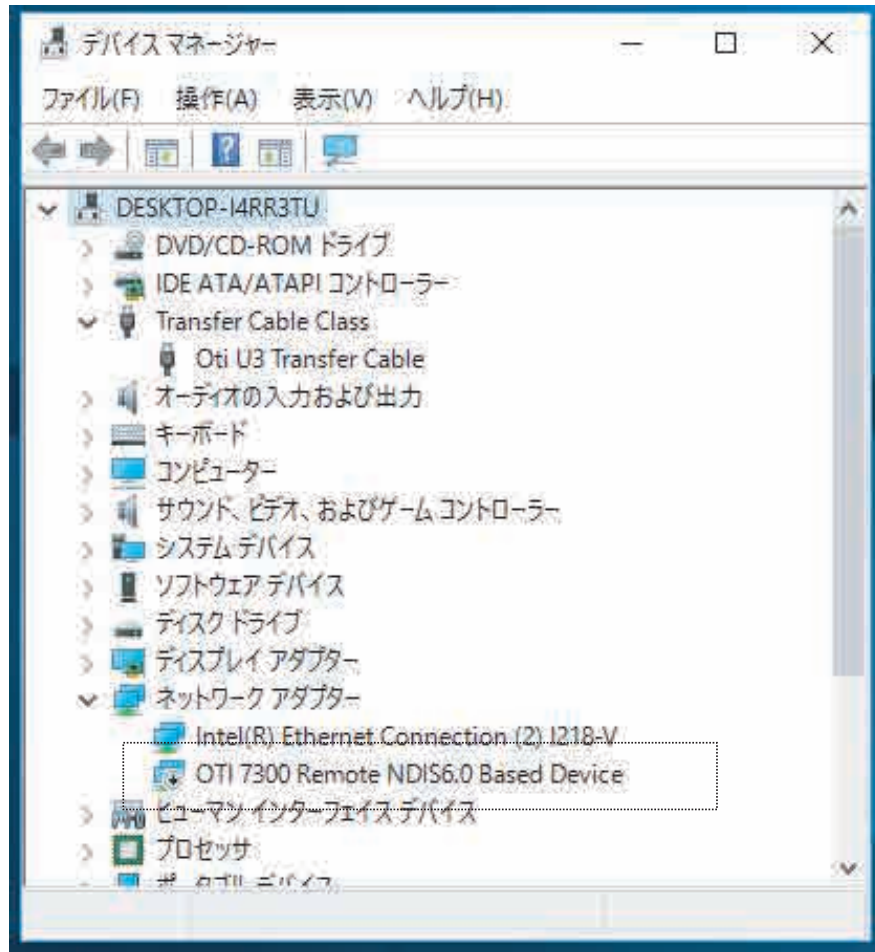 デバイス マネージャー
ファイル(F) 操作(A) 表示(V) ヘルプ(H)
DESKTOP-I4RR3TU
DVD/CD-ROM ドライブ
IDE ATA/ATAPI コントローラー
Transfer Cable Class
Oti U3 Transfer Cable
オーディオの入力および出力
キーボード
コンピューター
サウンド、ビデオ、およびゲーム コントローラー
システム デバイス
ソフトウェア デバイス
ディスク ドライブ
ディスプレイ アダプター
ネットワーク アダプター
Intel(R) Ethernet Connection (2) I218-V
OTI 7300 Remote NDIS6.0 Based Device
ヒューマン インターフェイス デバイス
プロセッサ
ポータブル デバイス